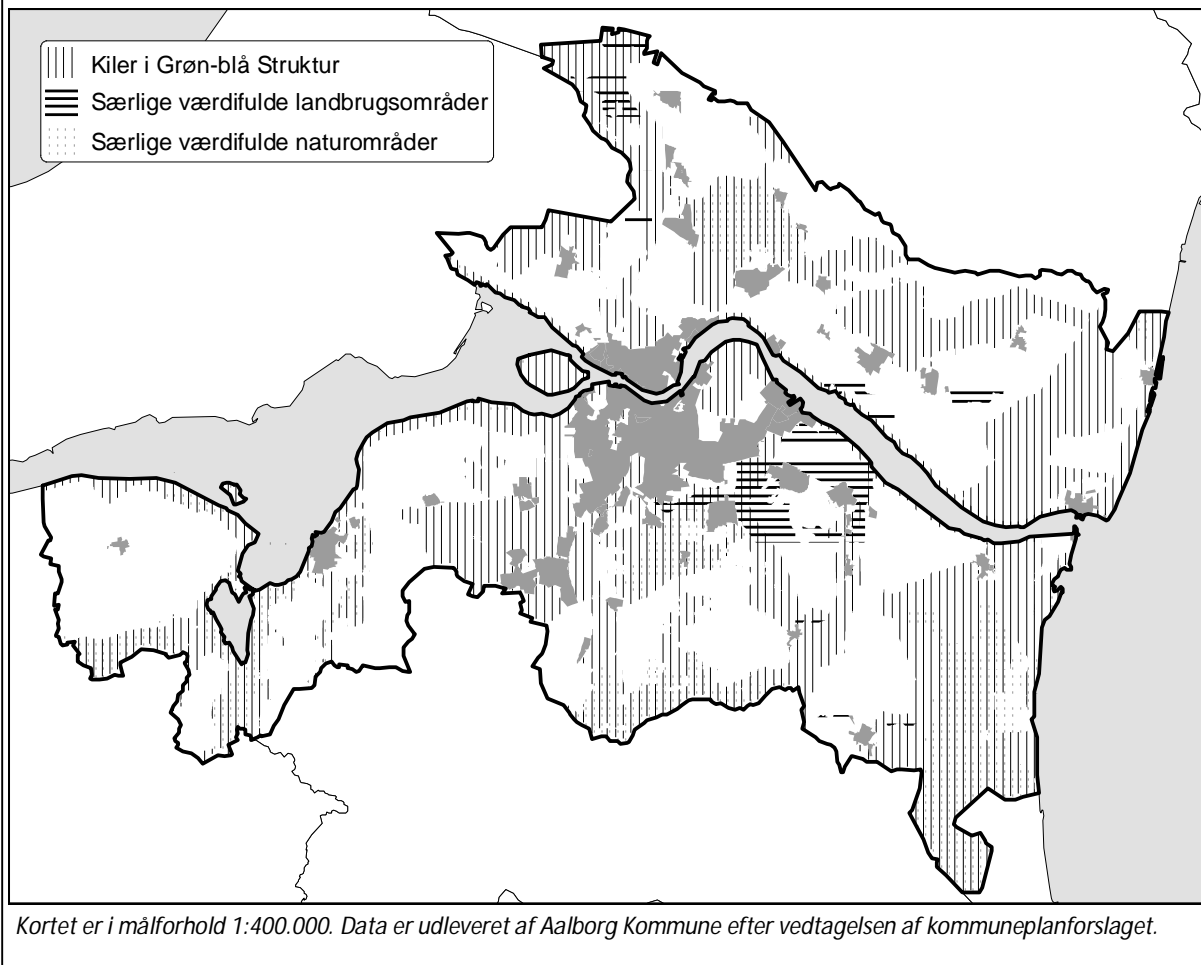 Kiler i Grøn-blå Struktur
Særlige værdifulde landbrugsområder
Særlige værdifulde naturområder
Kortet er i målforhold 1:400.000. Data er udleveret af Aalborg Kommune efter vedtagelsen af kommuneplanforslaget.